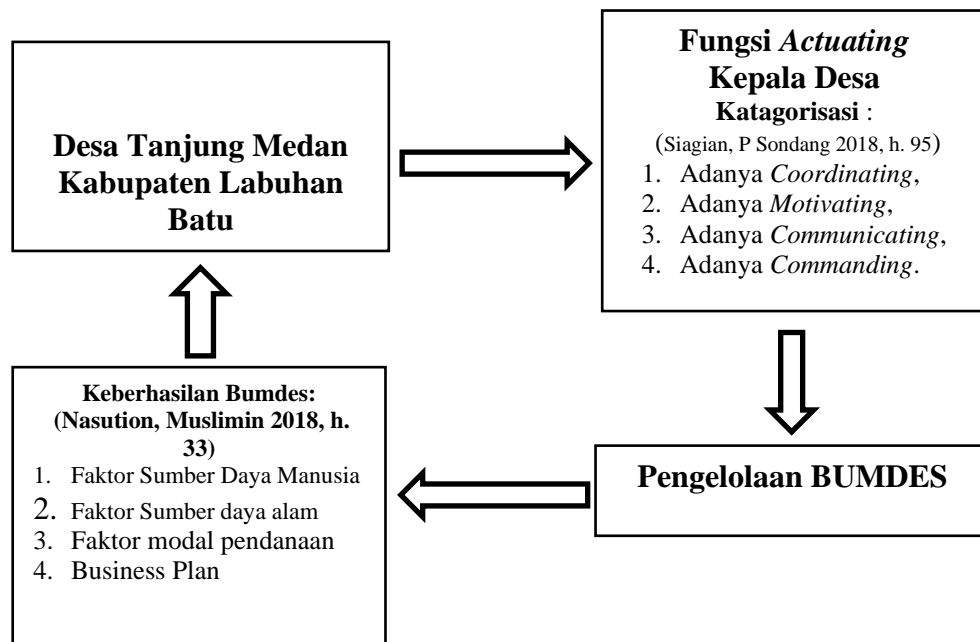 Desa Tanjung Medan
Kabupaten Labuhan
Batu
Fungsi Actuating
Kepala Desa
Katagorisasi :
(Siagian, P Sondang 2018, h. 95)
1. Adanya Coordinating,
2. Adanya Motivating,
3. Adanya Communicating,
4. Adanya Commanding.
Pengelolaan BUMDES
Keberhasilan Bumdes:
(Nasution, Muslimin 2018, h.
33)
1. Faktor Sumber Daya Manusia
2. Faktor Sumber daya alam
3. Faktor modal pendanaan
4. Business Plan